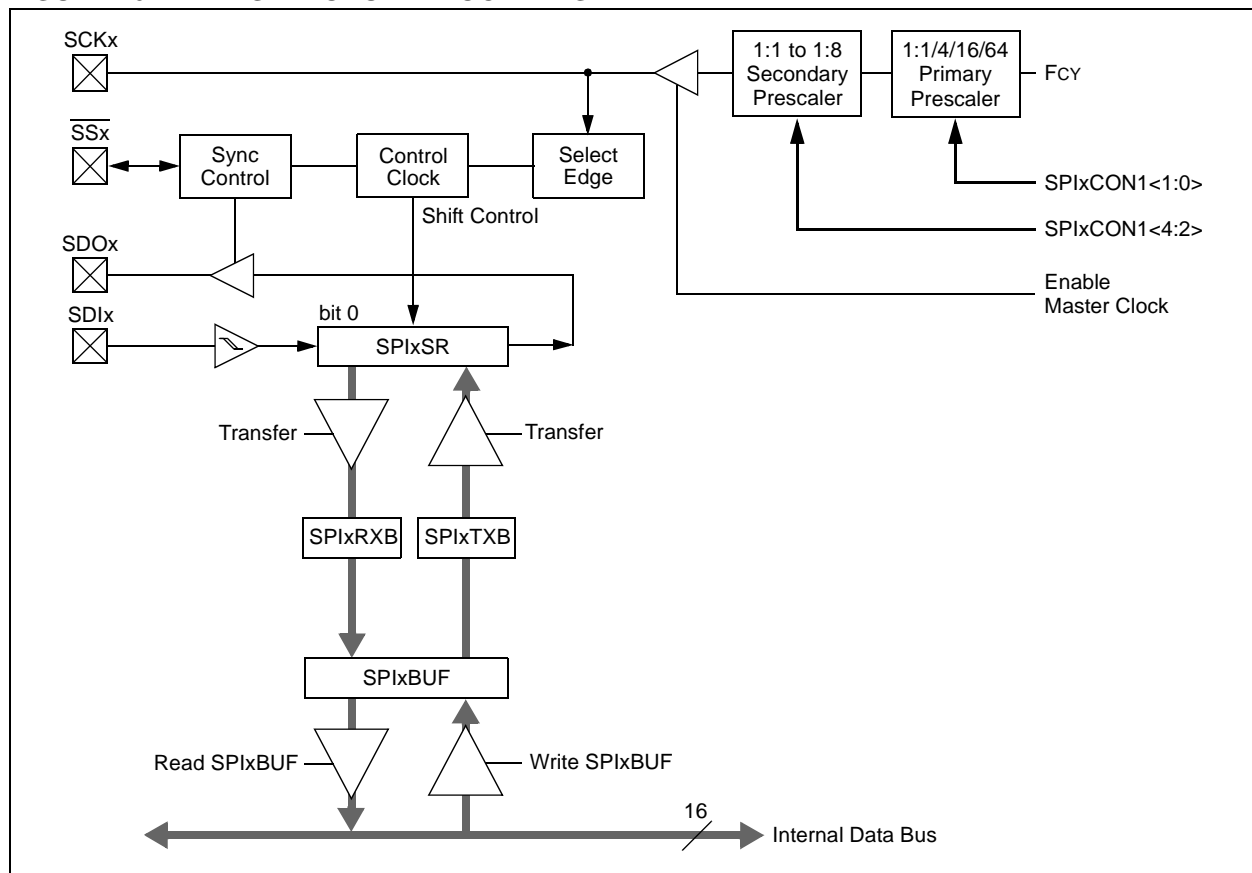 SCKx
1:1 to 1:8
Secondary
Prescaler
1:1/4/16/64
Primary
Prescaler
FCY
SSx
Sync
Control
Control
Clock
Select
Edge
Shift Control
SPIxCON1<1:0>
SPIxCON1<4:2>
SDOx
Enable
Master Clock
SDIx
bit 0
SPIxSR
Transfer
Transfer
SPIxRXB
SPIxTXB
SPIxBUF
Read SPIxBUF
Write SPIxBUF
16
Internal Data Bus